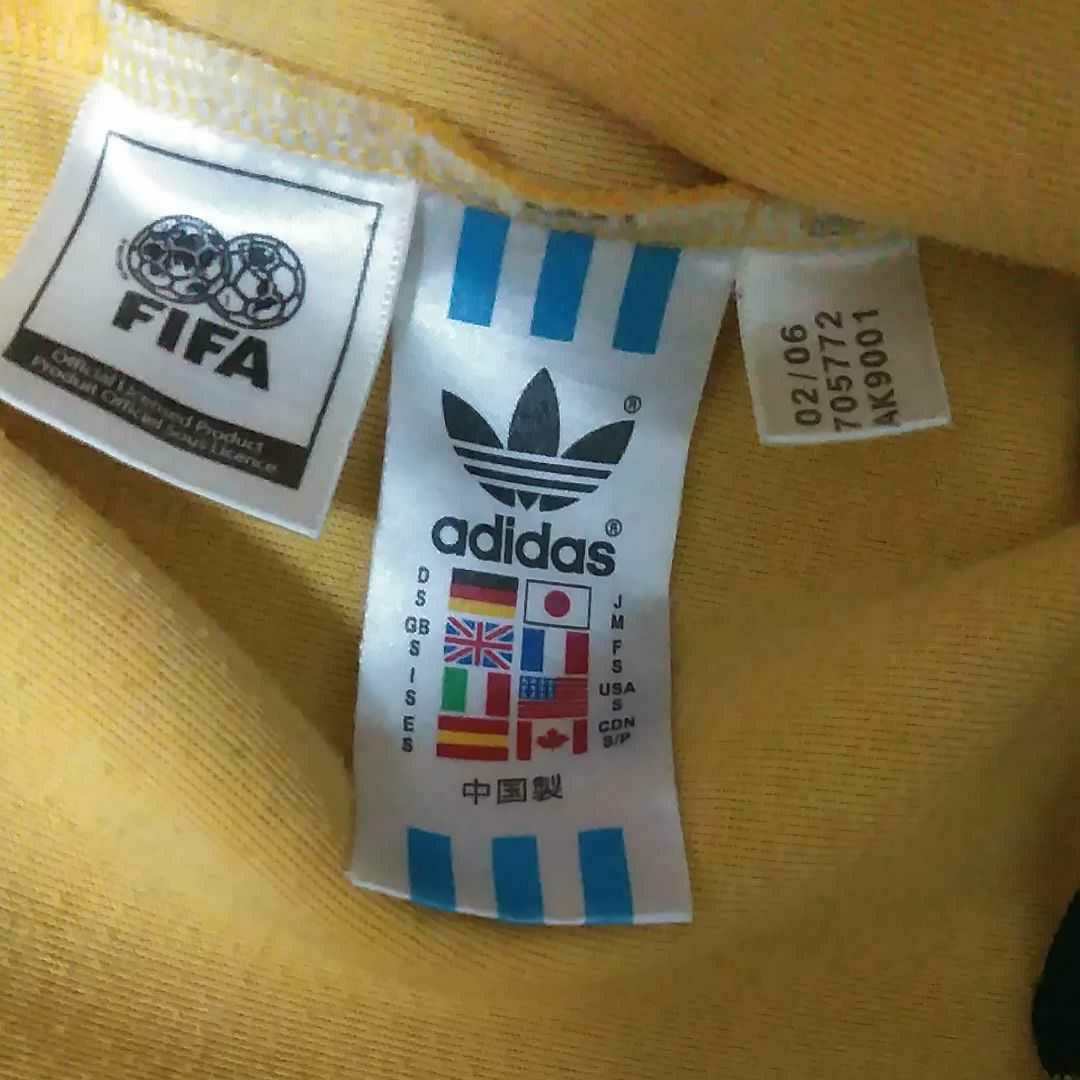 FIFA
Official Licensed Product
Produit Officiel Sous Licence
®
adidas®
D
S
GB
S
I
S
E
S
J
M
F
S
USA
S
CDN
S/P
中国製
02/06
705772
AK9001